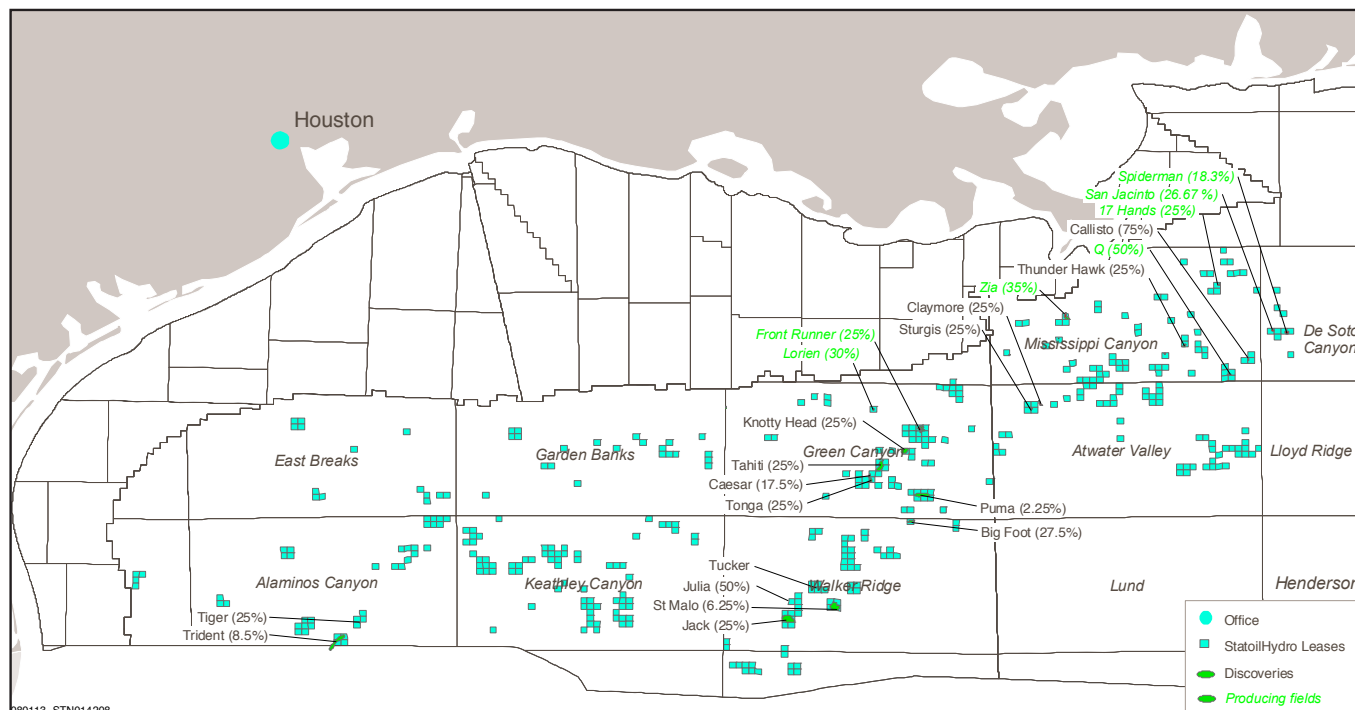 Houston
Spiderman (18.3%)
San Jacinto (26.67 %)
17 Hands (25%)
Callisto (75%)
Q (50%)
Thunder Hawk (25%)
Zia (35%)
Claymore (25%)
Sturgis (25%)
Mississippi Canyon
De Soto
Canyon
Front Runner (25%)
Lorien (30%)
Knotty Head (25%)
East Breaks
Garden Banks
Green Canyon
Atwater Valley
Lloyd Ridge
Tahiti (25%)
Caesar (17.5%)
Tonga (25%)
Puma (2.25%)
Big Foot (27.5%)
Tucker
Alaminos Canyon
Keathley Canyon
Walker Ridge
Lund
Henderson
Julia (50%)
St Malo (6.25%)
Jack (25%)
Tiger (25%)
Trident (8.5%)
Office
StatoilHydro Leases
Discoveries
Producing fields